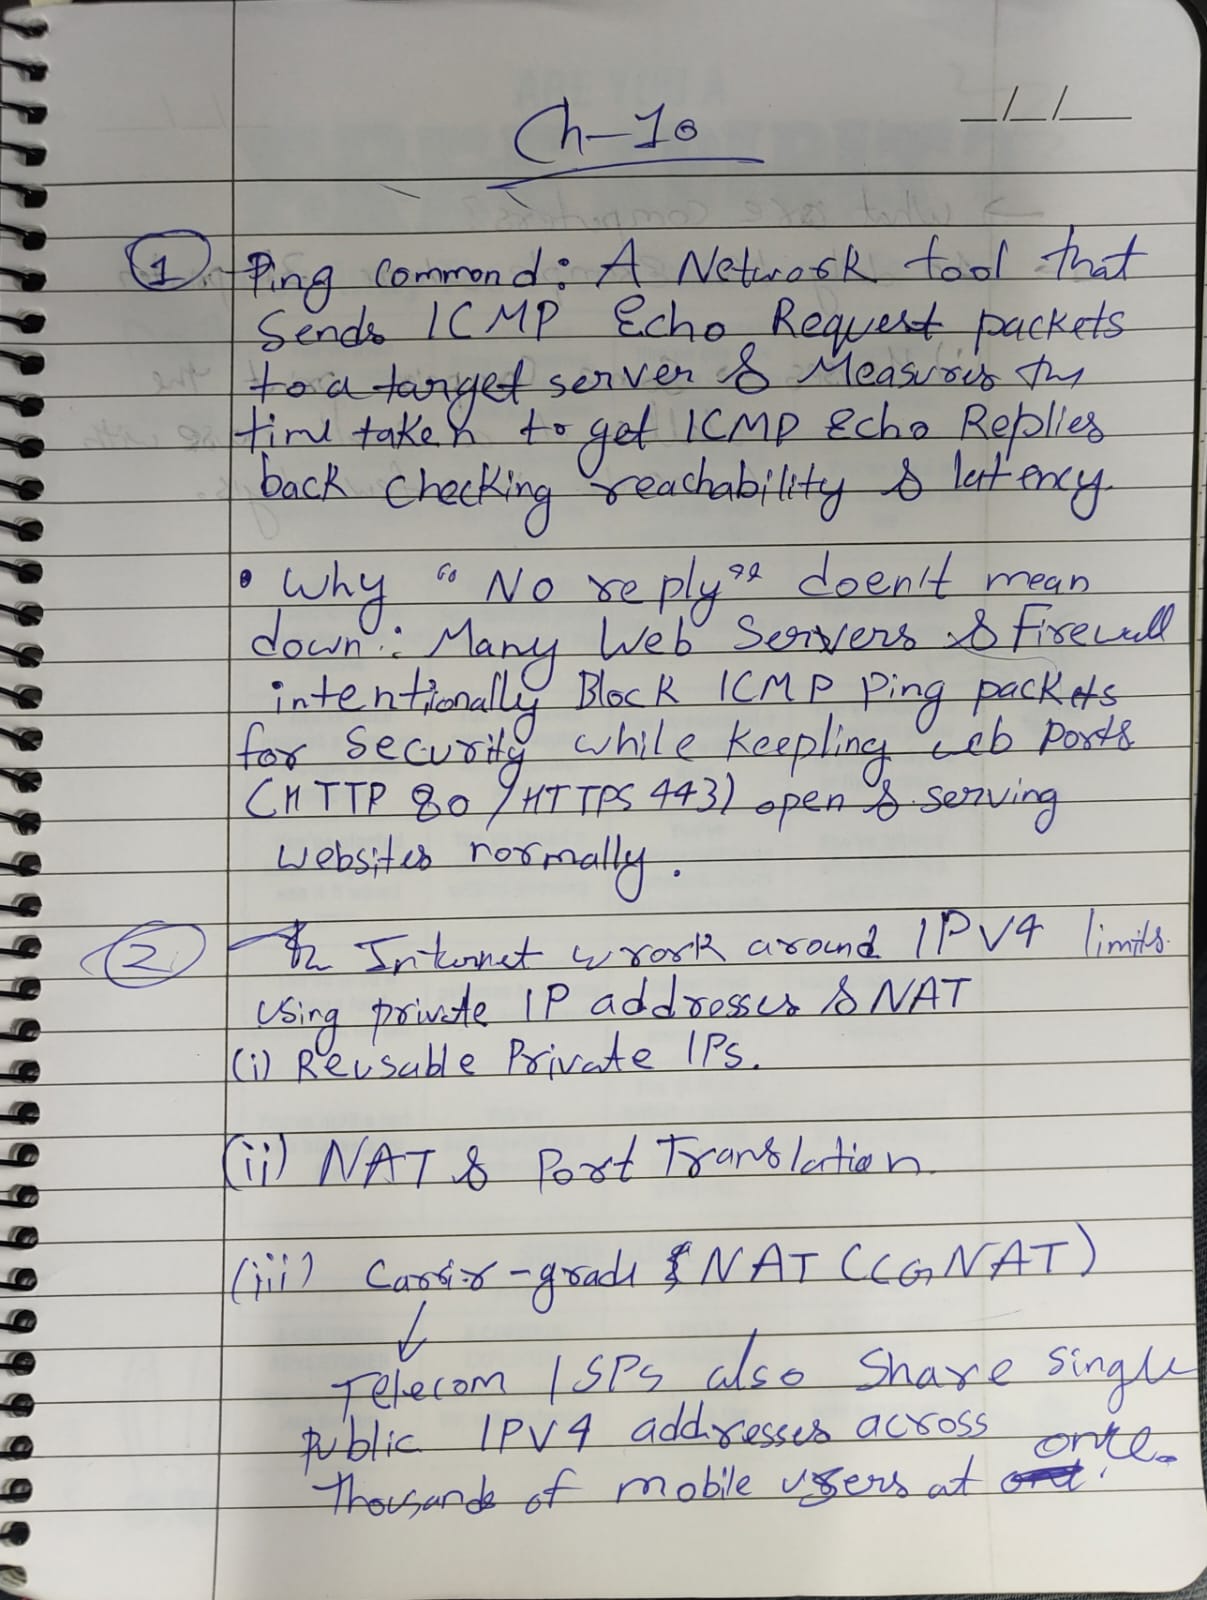 __/__/____
Ch-10
1 Ping Command: A Network tool that
Sends ICMP Echo Request packets
to a target server & Measures the
time taken to get ICMP Echo Replies
back checking reachability & latency.
• Why "No reply" doen't mean
down: Many Web Servers & Firewall
intentionally Block ICMP Ping packets
for security while keepling web Ports
(HTTP 80 / HTTPS 443) open & serving
websites normally.
2 Internet work around IPV4 limits
using private IP addresses & NAT
(i) Reusable Private IPs.
(ii) NAT & Port Translation.
(iii) Carrier-grade NAT (CGNAT)
↓
Telecom ISPs also Share Single
public IPV4 addresses across
Thousands of mobile users at once.